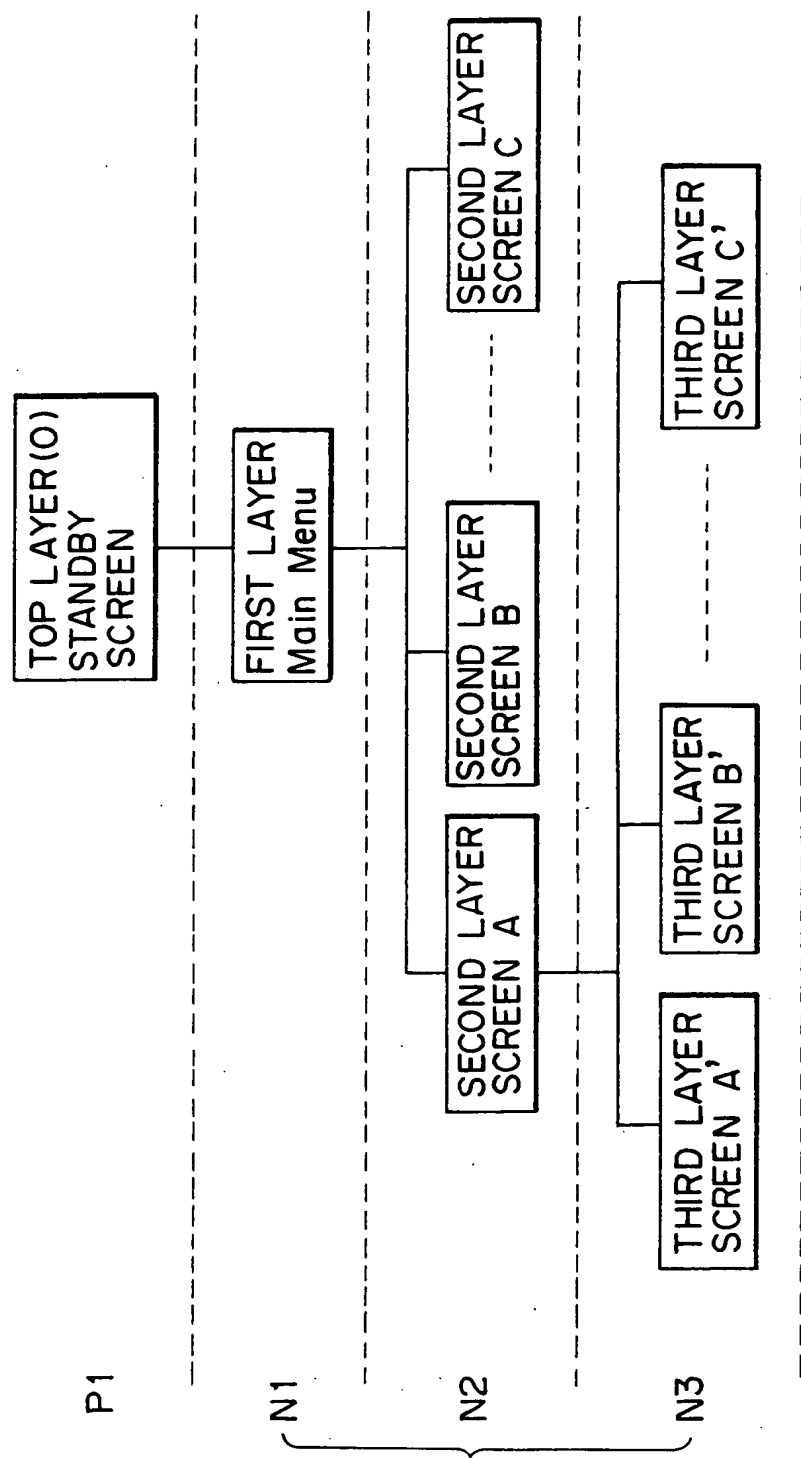 P1
TOP LAYER(0)
STANDBY
SCREEN
N1
FIRST LAYER
Main Menu
N2
SECOND LAYER
SCREEN A
SECOND LAYER
SCREEN B
SECOND LAYER
SCREEN C
N3
THIRD LAYER
SCREEN A'
THIRD LAYER
SCREEN B'
THIRD LAYER
SCREEN C'